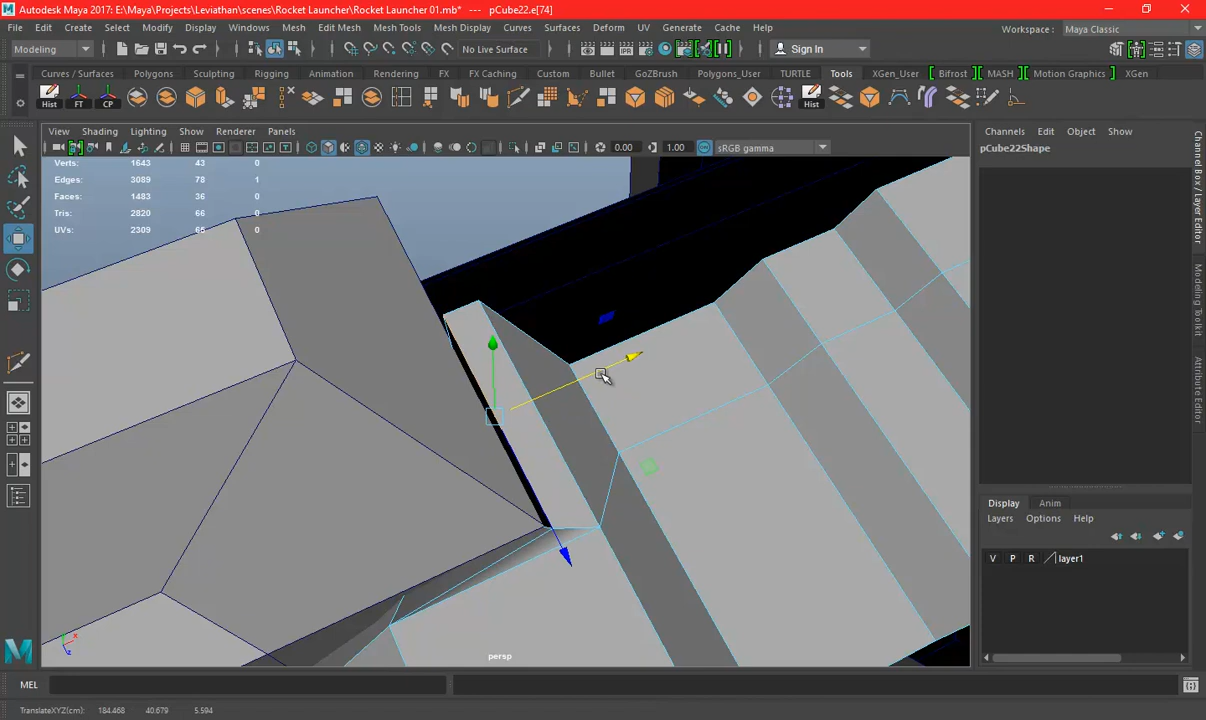 Autodesk Maya 2017: E:\Maya\Projects\Leviathan\scenes\Rocket Launcher\Rocket Launcher 01.mb* --- pCube22.e[74]
File Edit Create Select Modify Display Windows Mesh Edit Mesh Mesh Tools Mesh Display Curves Surfaces Deform UV Generate Cache Help
Workspace : Maya Classic
Modeling No Live Surface Sign In
Curves / Surfaces Polygons Sculpting Rigging Animation Rendering FX FX Caching Custom Bullet GoZBrush Polygons_User TURTLE Tools XGen_User Bifrost MASH Motion Graphics XGen
Hist FT CP Hist
View Shading Lighting Show Renderer Panels
0.00 1.00 sRGB gamma
Channels Edit Object Show
pCube22Shape
Verts: 1643 43 0
Edges: 3089 78 1
Faces: 1483 36 0
Tris: 2820 66 0
UVs: 2309 65 0
Channel Box / Layer Editor
Modeling Toolkit
Attribute Editor
Display Anim
Layers Options Help
V P R layer1
persp
MEL
TranslateXYZ(cm): 184.468 40.679 5.594